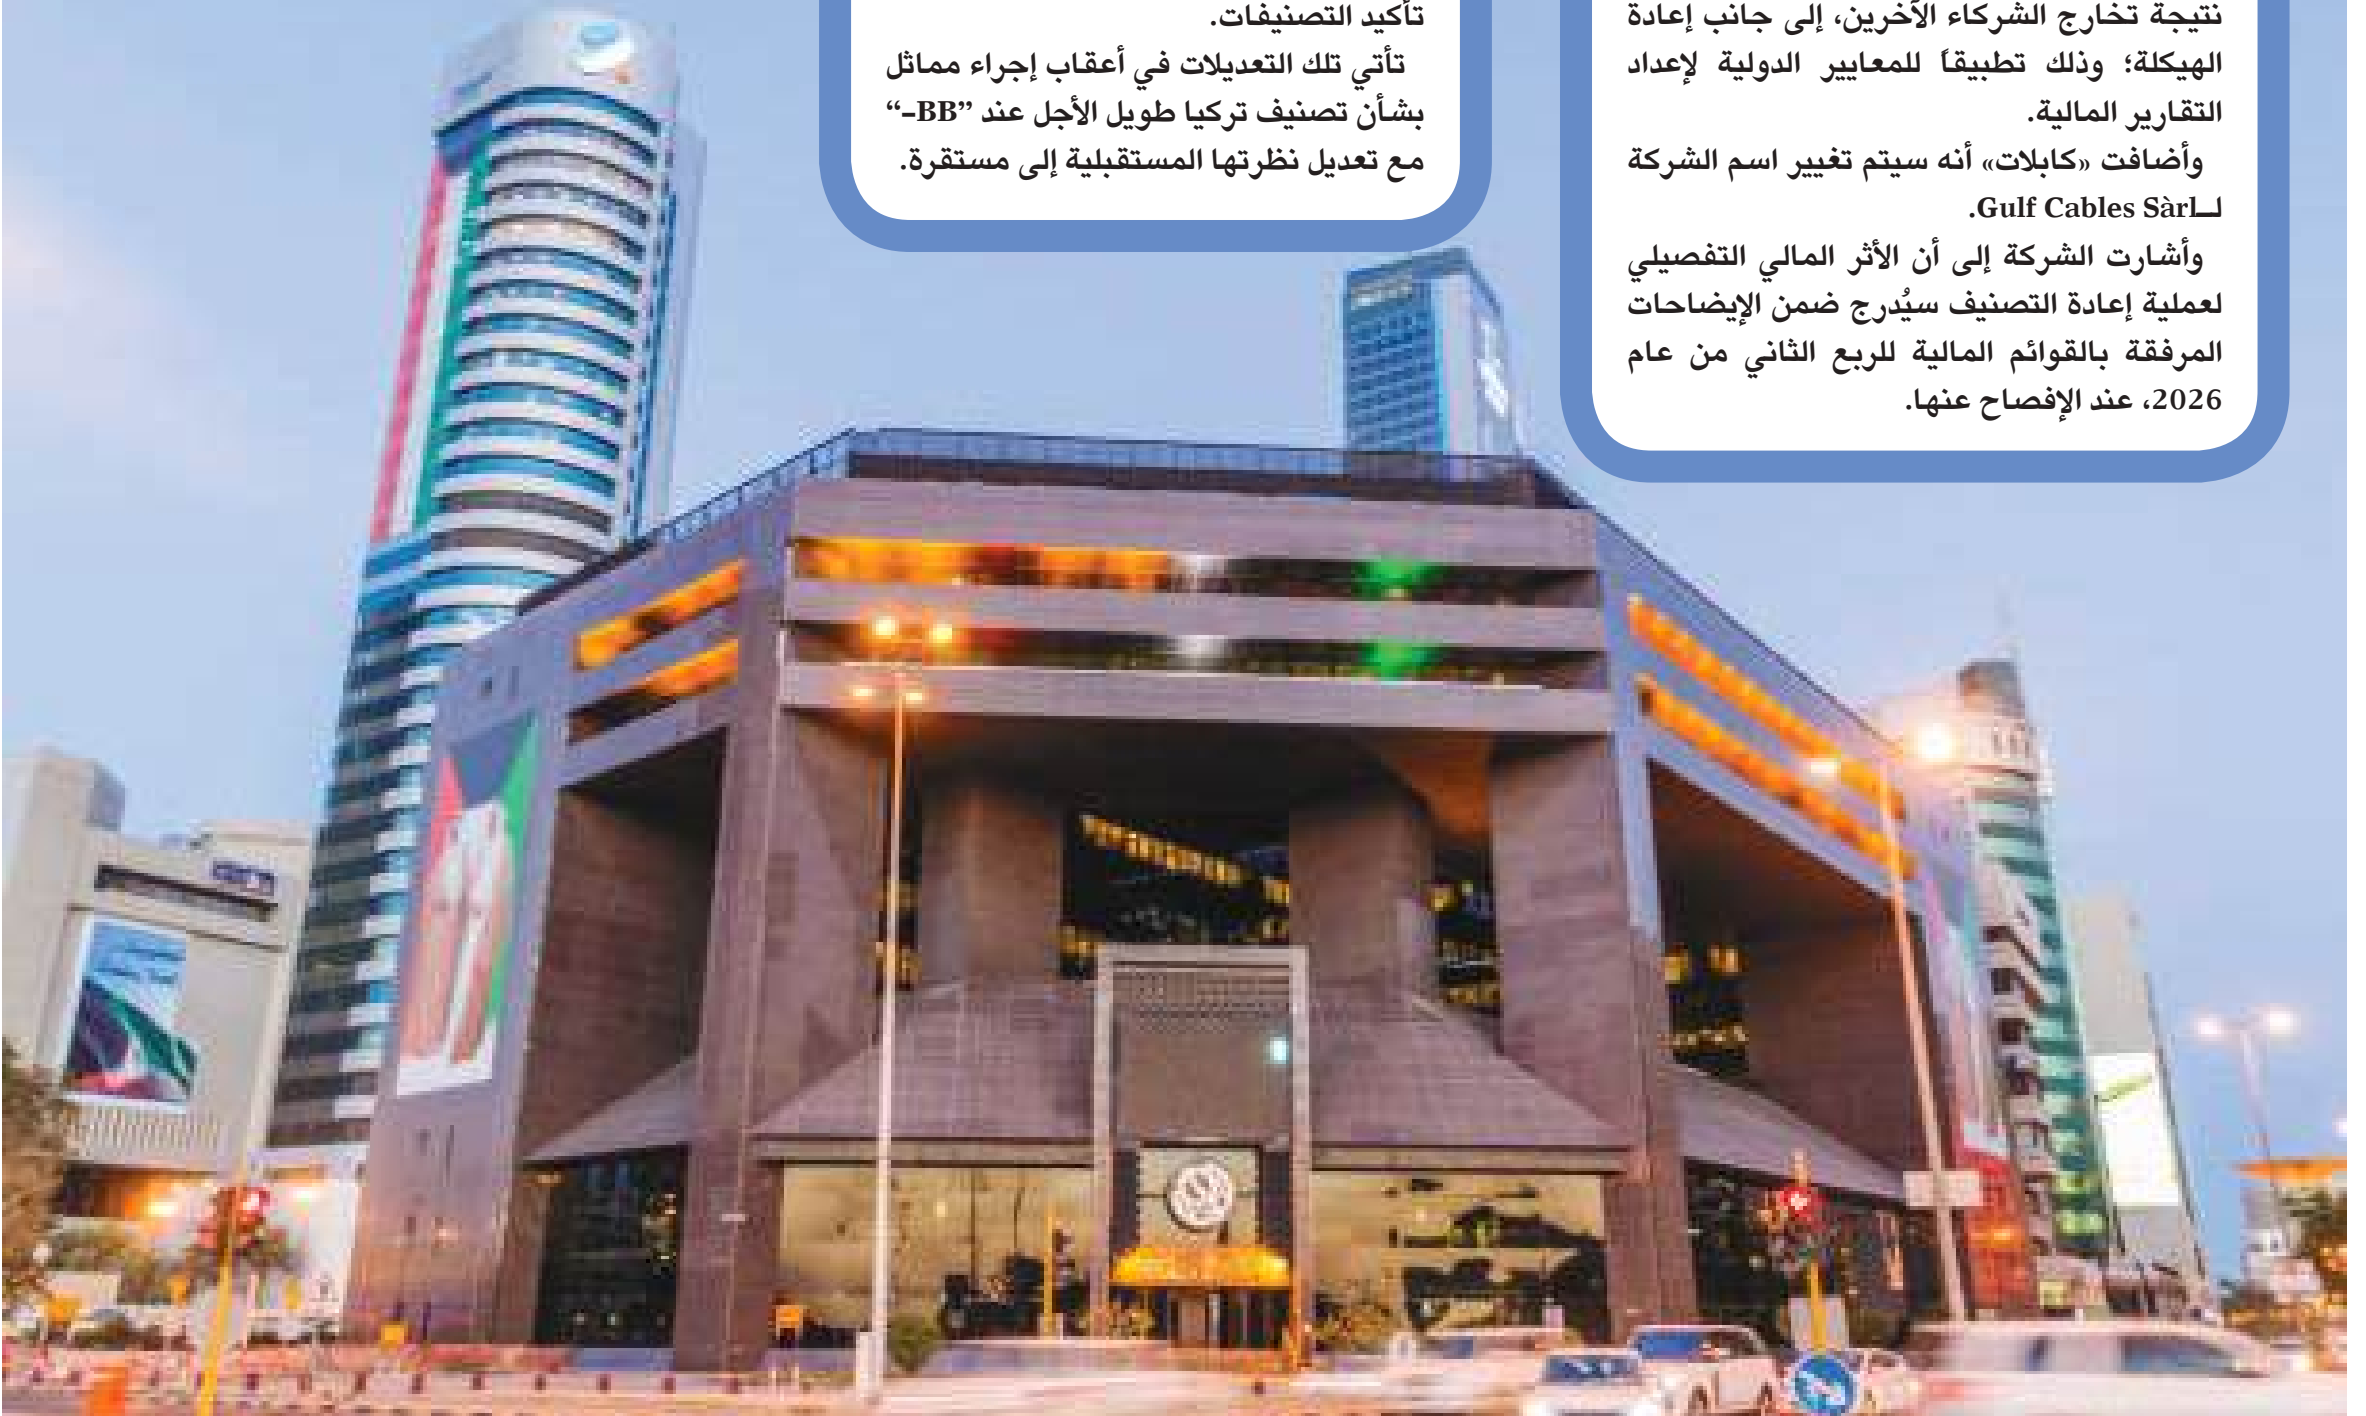 نتيجة تخارج الشركاء الآخرين، إلى جانب إعادة
الهيكلة؛ وذلك تطبيقاً للمعايير الدولية لإعداد
التقارير المالية.
وأضافت «كابلات» أنه سيتم تغيير اسم الشركة
لــGulf Cables Sàrl.
وأشارت الشركة إلى أن الأثر المالي التفصيلي
لعملية إعادة التصنيف سيُدرج ضمن الإيضاحات
المرفقة بالقوائم المالية للربع الثاني من عام
2026، عند الإفصاح عنها.
تأكيد التصنيفات.
تأتي تلك التعديلات في أعقاب إجراء مماثل
بشأن تصنيف تركيا طويل الأجل عند ”BB-“
مع تعديل نظرتها المستقبلية إلى مستقرة.